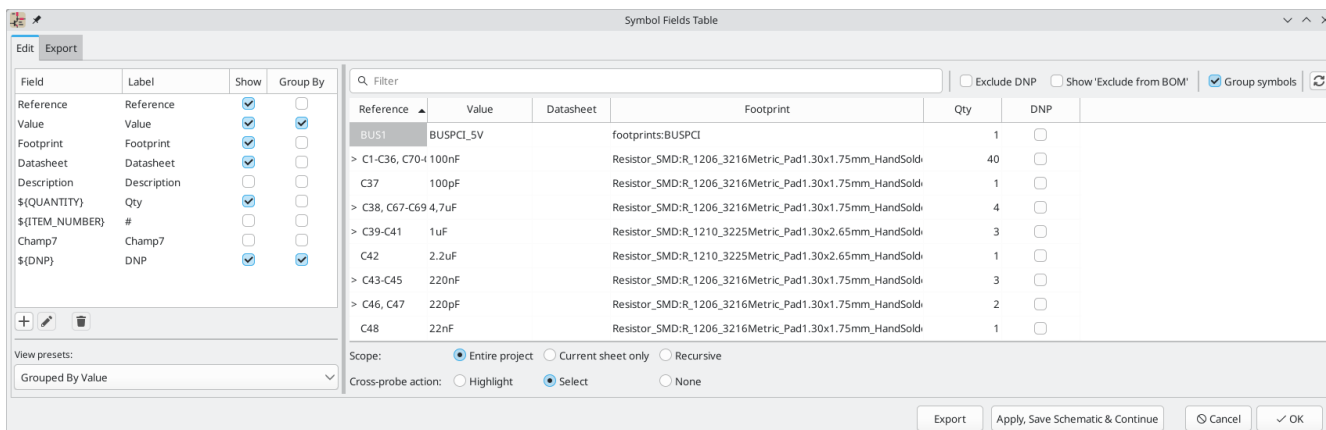 Symbol Fields Table
Edit Export
Field Label Show Group By
Reference Reference
Value Value
Footprint Footprint
Datasheet Datasheet
Description Description
${QUANTITY} Qty
${ITEM_NUMBER} #
Champ7 Champ7
${DNP} DNP
View presets:
Grouped By Value
Filter
Exclude DNP Show 'Exclude from BOM' Group symbols
Reference Value Datasheet Footprint Qty DNP
BUS1 BUSPCI_5V footprints:BUSPCI 1
> C1-C36, C70-( 100nF Resistor_SMD:R_1206_3216Metric_Pad1.30x1.75mm_HandSold 40
C37 100pF Resistor_SMD:R_1206_3216Metric_Pad1.30x1.75mm_HandSold 1
> C38, C67-C69 4,7uF Resistor_SMD:R_1206_3216Metric_Pad1.30x1.75mm_HandSold 4
> C39-C41 1uF Resistor_SMD:R_1210_3225Metric_Pad1.30x2.65mm_HandSold 3
C42 2.2uF Resistor_SMD:R_1210_3225Metric_Pad1.30x2.65mm_HandSold 1
> C43-C45 220nF Resistor_SMD:R_1206_3216Metric_Pad1.30x1.75mm_HandSold 3
> C46, C47 220pF Resistor_SMD:R_1206_3216Metric_Pad1.30x1.75mm_HandSold 2
C48 22nF Resistor_SMD:R_1206_3216Metric_Pad1.30x1.75mm_HandSold 1
Scope: Entire project Current sheet only Recursive
Cross-probe action: Highlight Select None
Export Apply, Save Schematic & Continue Cancel OK